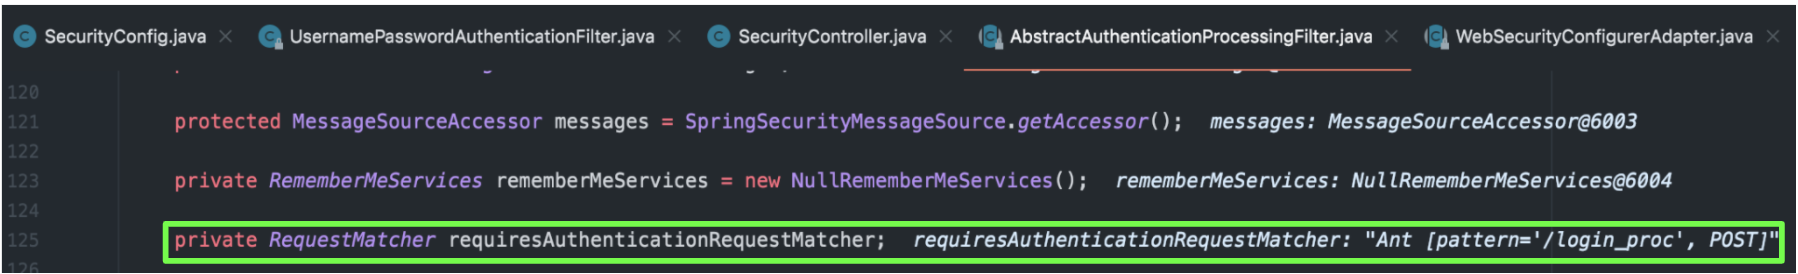 SecurityConfig.java UsernamePasswordAuthenticationFilter.java SecurityController.java AbstractAuthenticationProcessingFilter.java WebSecurityConfigurerAdapter.java
120
121 protected MessageSourceAccessor messages = SpringSecurityMessageSource.getAccessor(); messages: MessageSourceAccessor@6003
122
123 private RememberMeServices rememberMeServices = new NullRememberMeServices(); rememberMeServices: NullRememberMeServices@6004
124
125 private RequestMatcher requiresAuthenticationRequestMatcher; requiresAuthenticationRequestMatcher: "Ant [pattern='/login_proc', POST]"
126